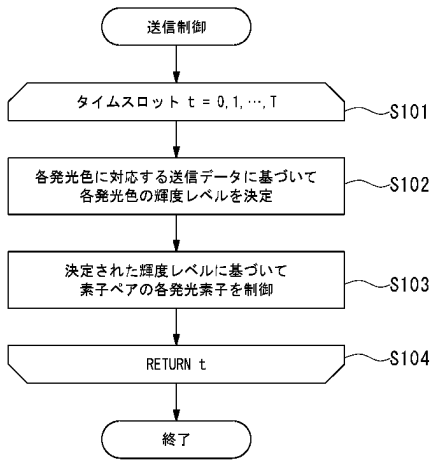 送信制御
タイムスロット t = 0,1,…,T
S101
各発光色に対応する送信データに基づいて
各発光色の輝度レベルを決定
S102
決定された輝度レベルに基づいて
素子ペアの各発光素子を制御
S103
RETURN t
S104
終了